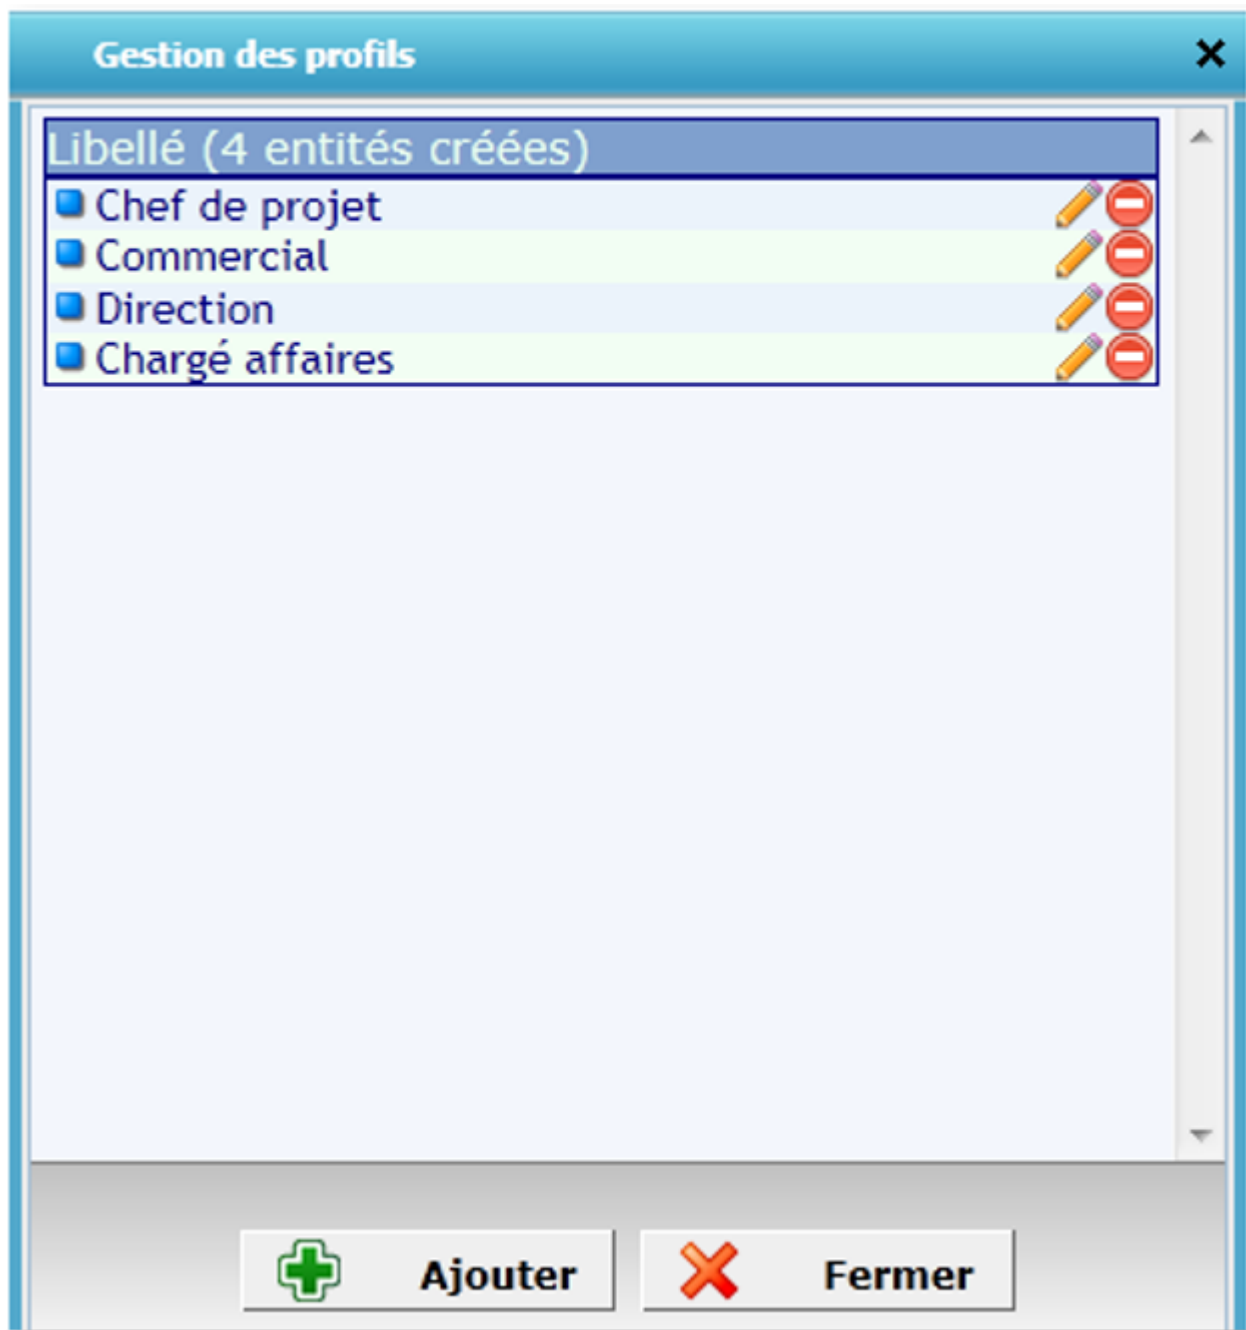 Gestion des profils
Libellé (4 entités créées)
Chef de projet
Commercial
Direction
Chargé affaires
Ajouter
Fermer